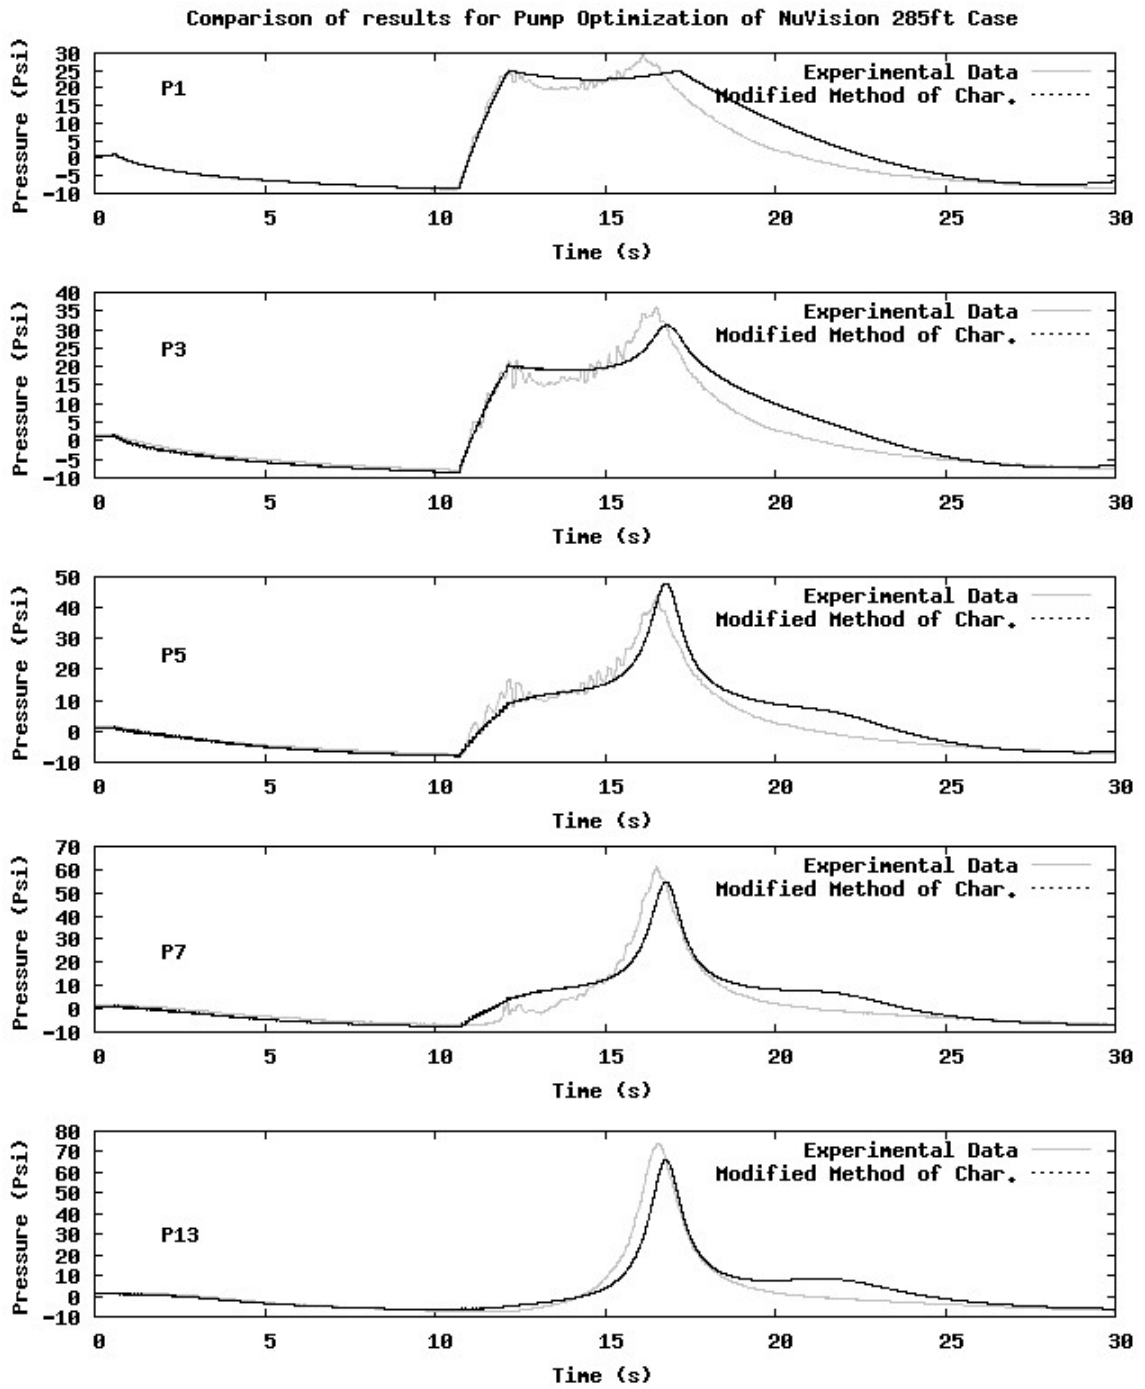 Comparison of results for Pump Optimization of NuVision 285ft Case
Pressure (Psi)
30
25
20
15
10
5
0
-5
-10
P1
Experimental Data
Modified Method of Char.
0 5 10 15 20 25 30
Time (s)
Pressure (Psi)
40
35
30
25
20
15
10
5
0
-5
-10
P3
Experimental Data
Modified Method of Char.
0 5 10 15 20 25 30
Time (s)
Pressure (Psi)
50
40
30
20
10
0
-10
P5
Experimental Data
Modified Method of Char.
0 5 10 15 20 25 30
Time (s)
Pressure (Psi)
70
60
50
40
30
20
10
0
-10
P7
Experimental Data
Modified Method of Char.
0 5 10 15 20 25 30
Time (s)
Pressure (Psi)
80
70
60
50
40
30
20
10
0
-10
P13
Experimental Data
Modified Method of Char.
0 5 10 15 20 25 30
Time (s)